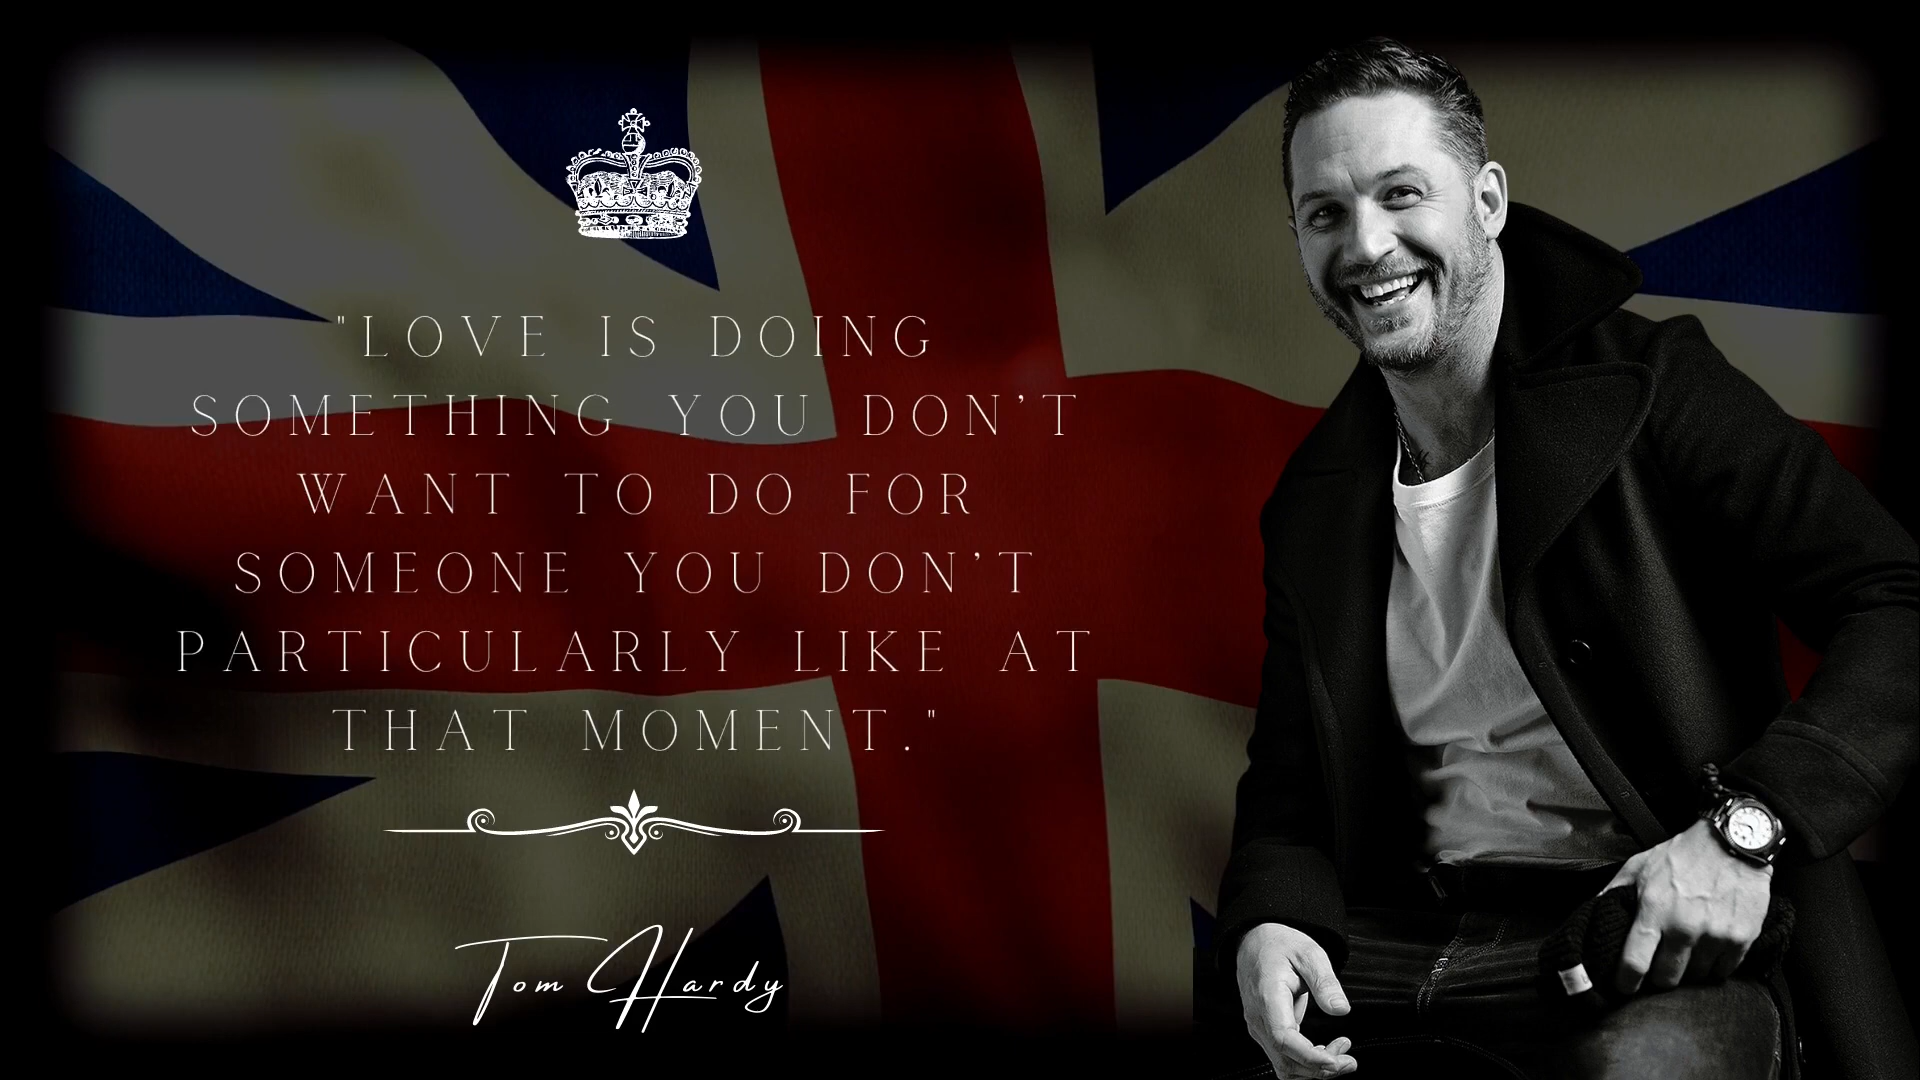 "LOVE IS DOING
SOMETHING YOU DON'T
WANT TO DO FOR
SOMEONE YOU DON'T
PARTICULARLY LIKE AT
THAT MOMENT."
Tom Hardy